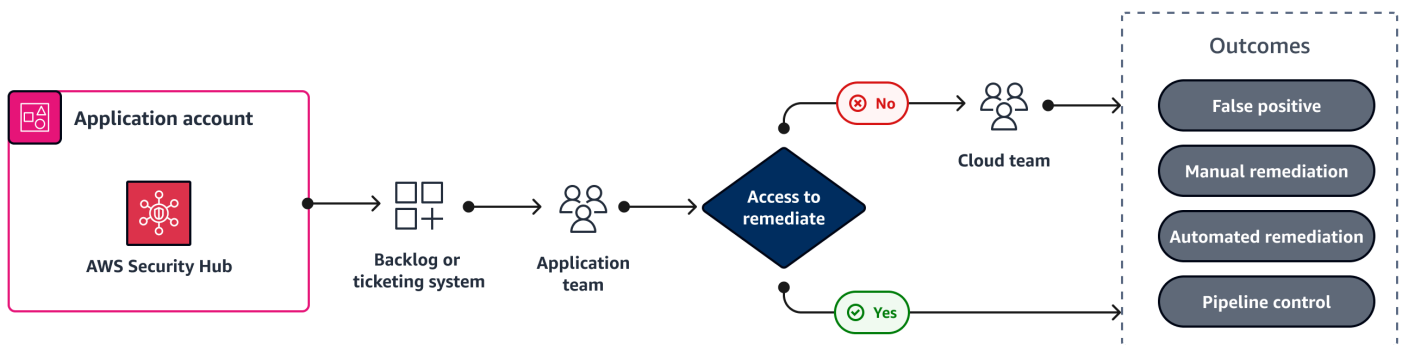 Application account
AWS Security Hub
Backlog or
ticketing system
Application
team
Access to
remediate
No
Cloud team
Yes
Outcomes
False positive
Manual remediation
Automated remediation
Pipeline control